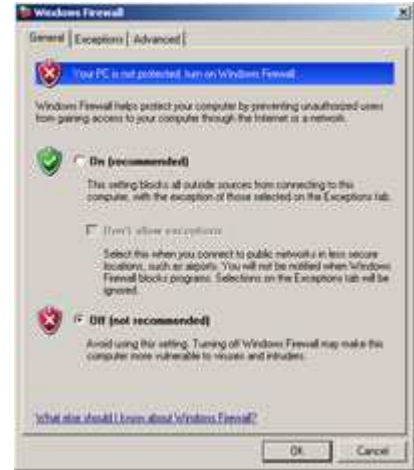 Windows Firewall
General Exceptions Advanced
Your PC is not protected, turn on Windows Firewall
Windows Firewall helps protect your computer by preventing unauthorized users
from gaining access to your computer through the Internet or a network.
On (recommended)
This setting blocks all outside sources from connecting to this
computer, with the exception of those selected on the Exceptions tab.
Don't allow exceptions
Select this when you connect to public networks in less secure
locations, such as airports. You will not be notified when Windows
Firewall blocks programs. Selections on the Exceptions tab will be
ignored.
Off (not recommended)
Avoid using this setting. Turning off Windows Firewall may make this
computer more vulnerable to viruses and intruders.
What else should I know about Windows Firewall?
OK Cancel